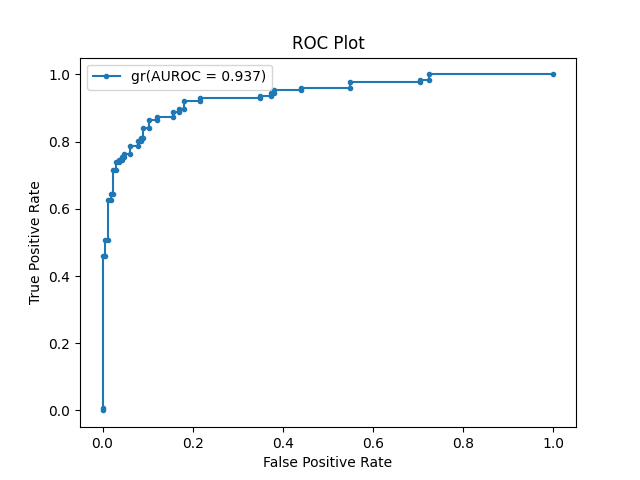 ROC Plot
gr(AUROC = 0.937)
True Positive Rate
1.0
0.8
0.6
0.4
0.2
0.0
0.0 0.2 0.4 0.6 0.8 1.0
False Positive Rate